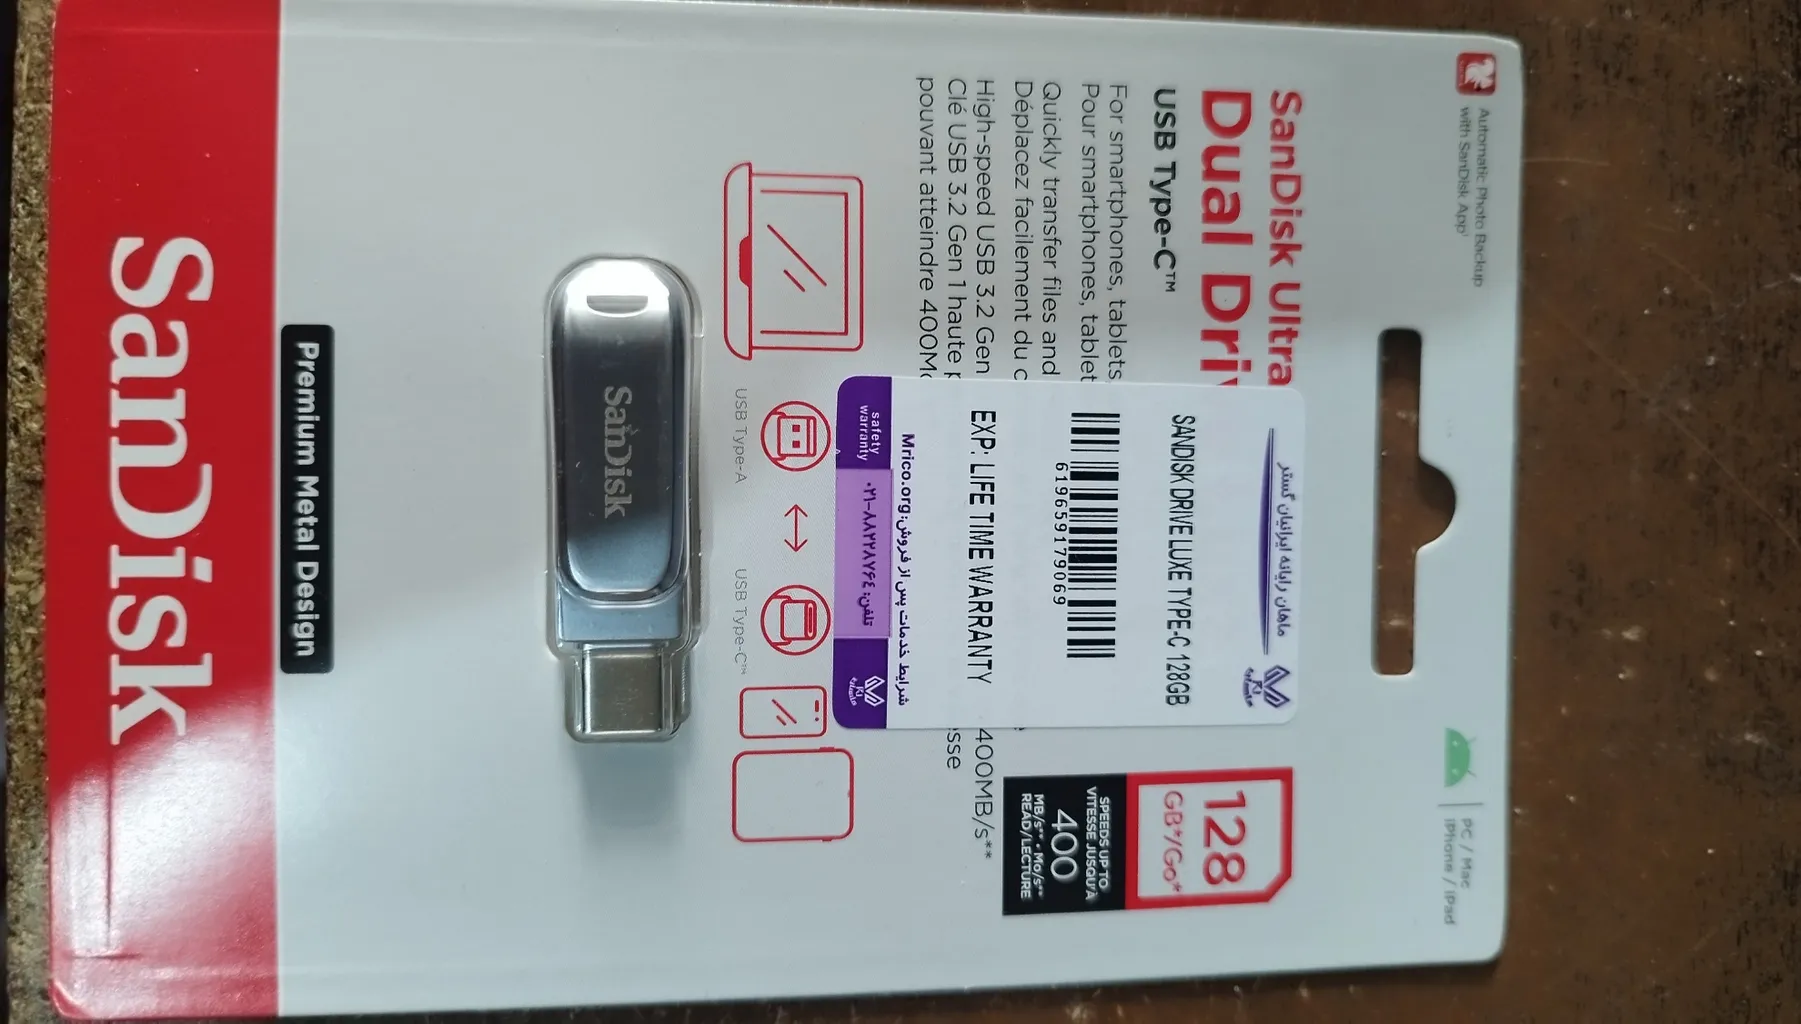 Automatic Photo Backup
with SanDisk App¹
PC / Mac
iPhone / iPad
SanDisk Ultra
Dual Driv
USB Type-C™
For smartphones, tablets
Pour smartphones, tablet
Quickly transfer files and
Déplacez facilement du c
High-speed USB 3.2 Gen
400MB/s**
Clé USB 3.2 Gen 1 haute
pouvant atteindre 400Mo
128
GB*/Go*
SPEEDS UP TO
VITESSE JUSQU'À
400
MB/s** • Mo/s**
READ/LECTURE
ماهان رایانه ایرانیان گستر
SANDISK DRIVE LUXE TYPE-C 128GB
619659179069
EXP: LIFE TIME WARRANTY
شرایط خدمات پس از فروش: Mrico.org
safety
warranty
تلفن: ۰۲۱-۸۸۲۲۸۷۶۴
USB Type-A
USB Type-C™
SanDisk
Premium Metal Design
SanDisk